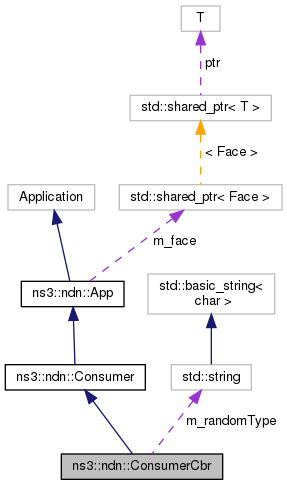 T
ptr
std::shared_ptr< T >
< Face >
Application
std::shared_ptr< Face >
m_face
std::basic_string<
char >
ns3::ndn::App
ns3::ndn::Consumer
std::string
m_randomType
ns3::ndn::ConsumerCbr